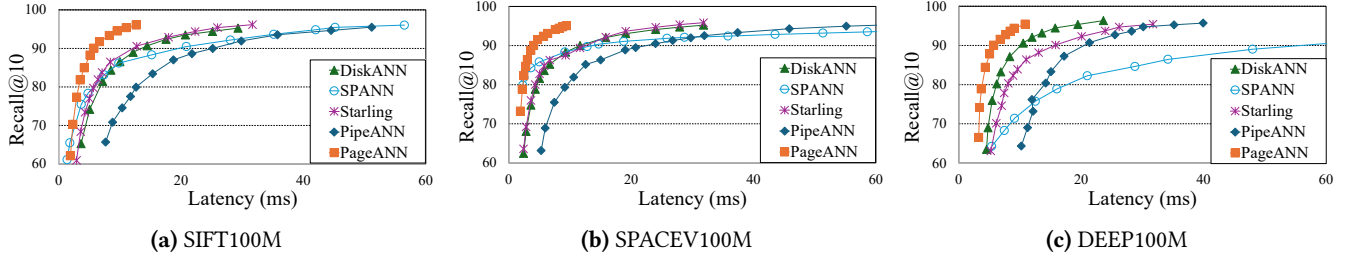 Recall@10
100
90
80
70
60
0
20
40
60
Latency (ms)
DiskANN
SPANN
Starling
PipeANN
PageANN
(a) SIFT100M
Recall@10
100
90
80
70
60
0
20
40
60
Latency (ms)
DiskANN
SPANN
Starling
PipeANN
PageANN
(b) SPACEV100M
Recall@10
100
90
80
70
60
0
20
40
60
Latency (ms)
DiskANN
SPANN
Starling
PipeANN
PageANN
(c) DEEP100M